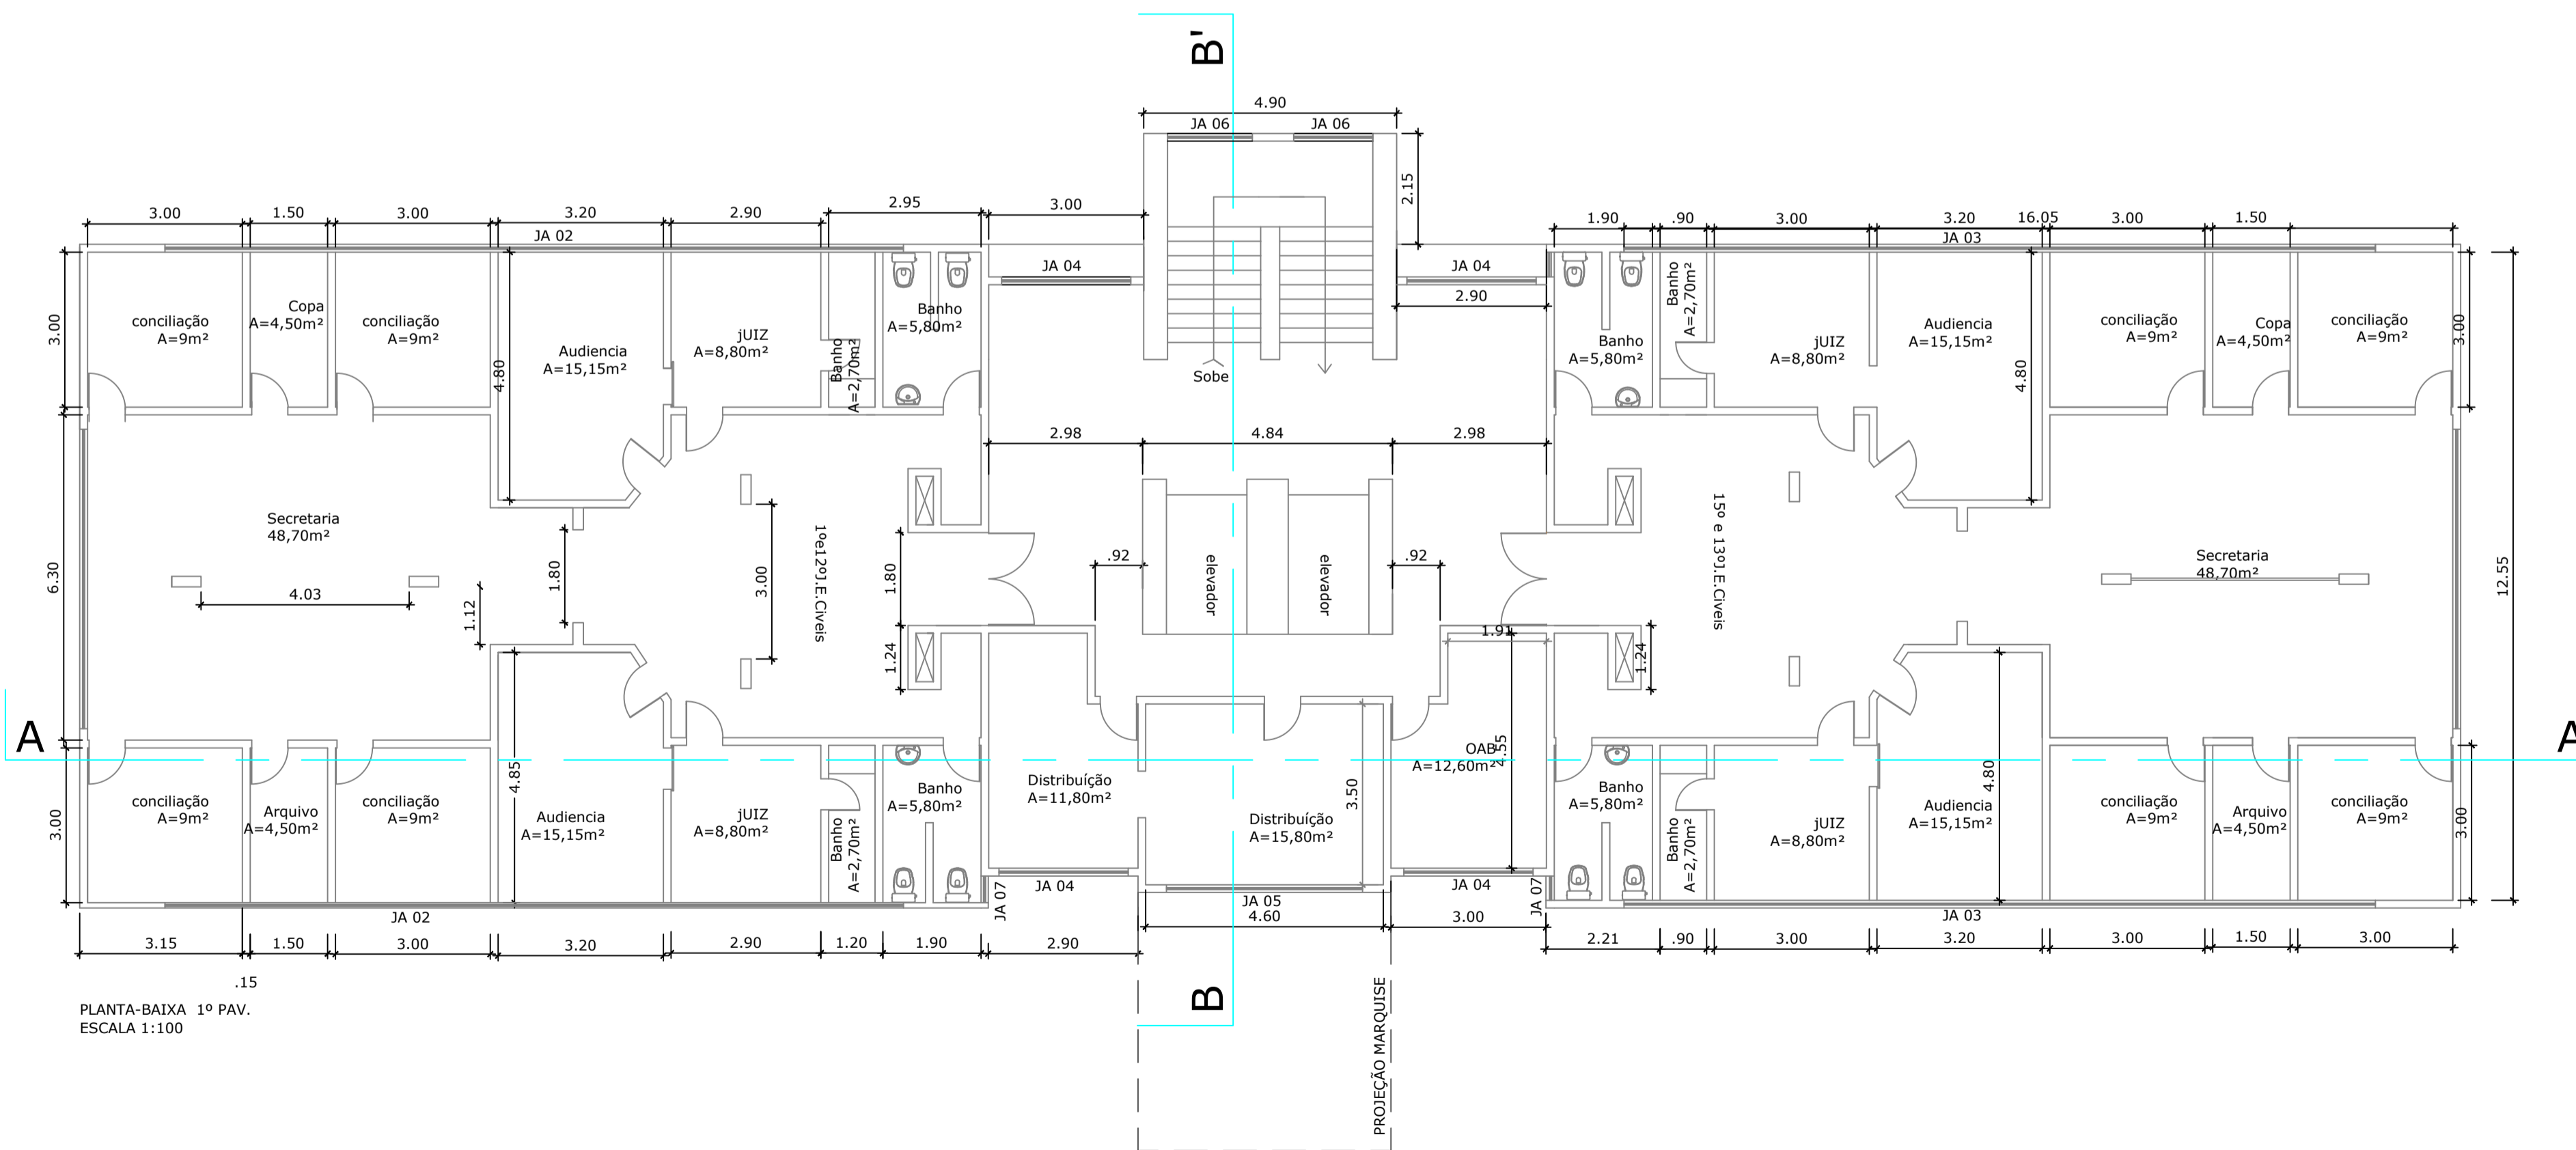 B'
4.90
JA 06
JA 06
2.15
3.00
1.50
3.00
3.20
2.90
2.95
3.00
1.90
.90
3.00
3.20
16.05
3.00
1.50
JA 02
JA 03
JA 04
JA 04
2.90
3.00
conciliação
A=9m²
Copa
A=4,50m²
conciliação
A=9m²
4.80
Audiencia
A=15,15m²
jUIZ
A=8,80m²
Banho
A=2,70m²
Banho
A=5,80m²
Sobe
Banho
A=5,80m²
Banho
A=2,70m²
jUIZ
A=8,80m²
Audiencia
A=15,15m²
4.80
conciliação
A=9m²
Copa
A=4,50m²
conciliação
A=9m²
3.00
2.98
4.84
2.98
6.30
Secretaria
48,70m²
4.03
1.12
1.80
3.00
1ºe12ºJ.E.Civeis
1.80
1.24
.92
elevador
elevador
.92
1.91
1.24
15º e 13ºJ.E.Civeis
Secretaria
48,70m²
12.55
A
A
3.00
conciliação
A=9m²
Arquivo
A=4,50m²
conciliação
A=9m²
4.85
Audiencia
A=15,15m²
jUIZ
A=8,80m²
Banho
A=2,70m²
Banho
A=5,80m²
Distribuíção
A=11,80m²
Distribuíção
A=15,80m²
3.50
OAB
A=12,60m²
4.55
Banho
A=5,80m²
Banho
A=2,70m²
jUIZ
A=8,80m²
Audiencia
A=15,15m²
4.80
conciliação
A=9m²
Arquivo
A=4,50m²
conciliação
A=9m²
3.00
JA 02
JA 07
JA 04
JA 05
JA 04
JA 07
JA 03
3.15
1.50
3.00
3.20
2.90
1.20
1.90
2.90
4.60
3.00
2.21
.90
3.00
3.20
3.00
1.50
3.00
.15
B
PROJEÇÃO MARQUISE
PLANTA-BAIXA 1º PAV.
ESCALA 1:100